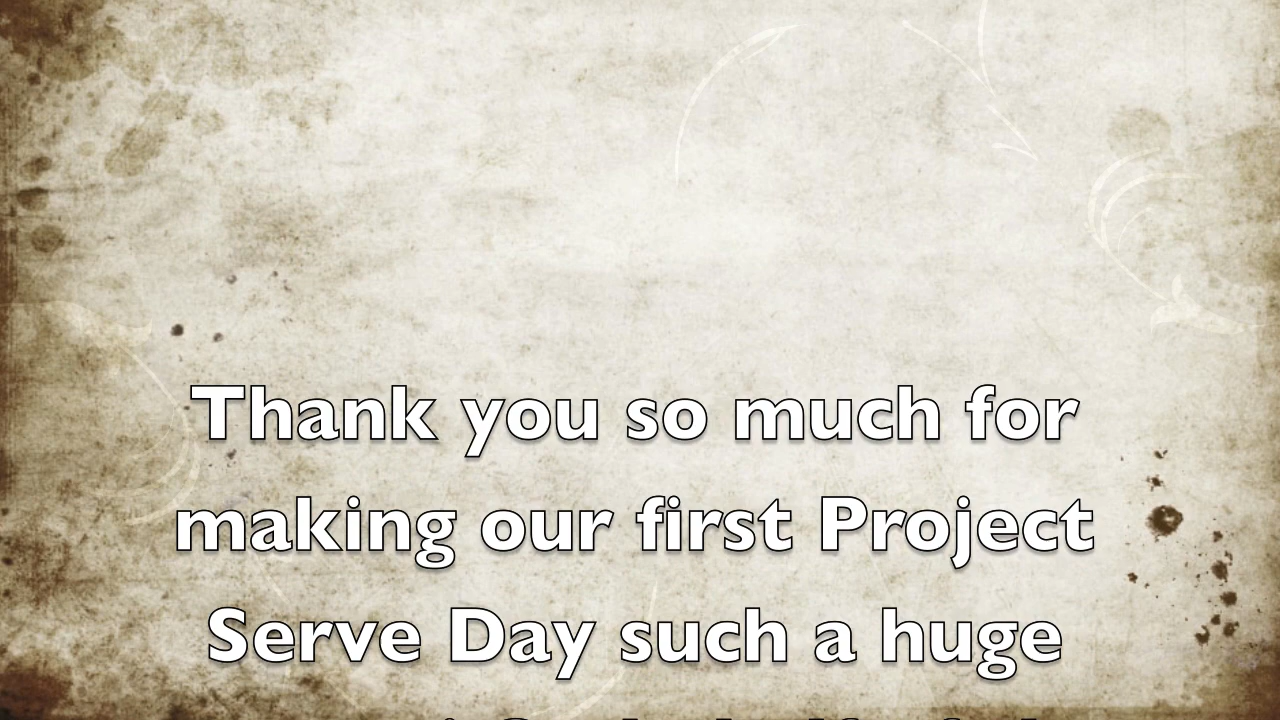 Thank you so much for
making our first Project
Serve Day such a huge